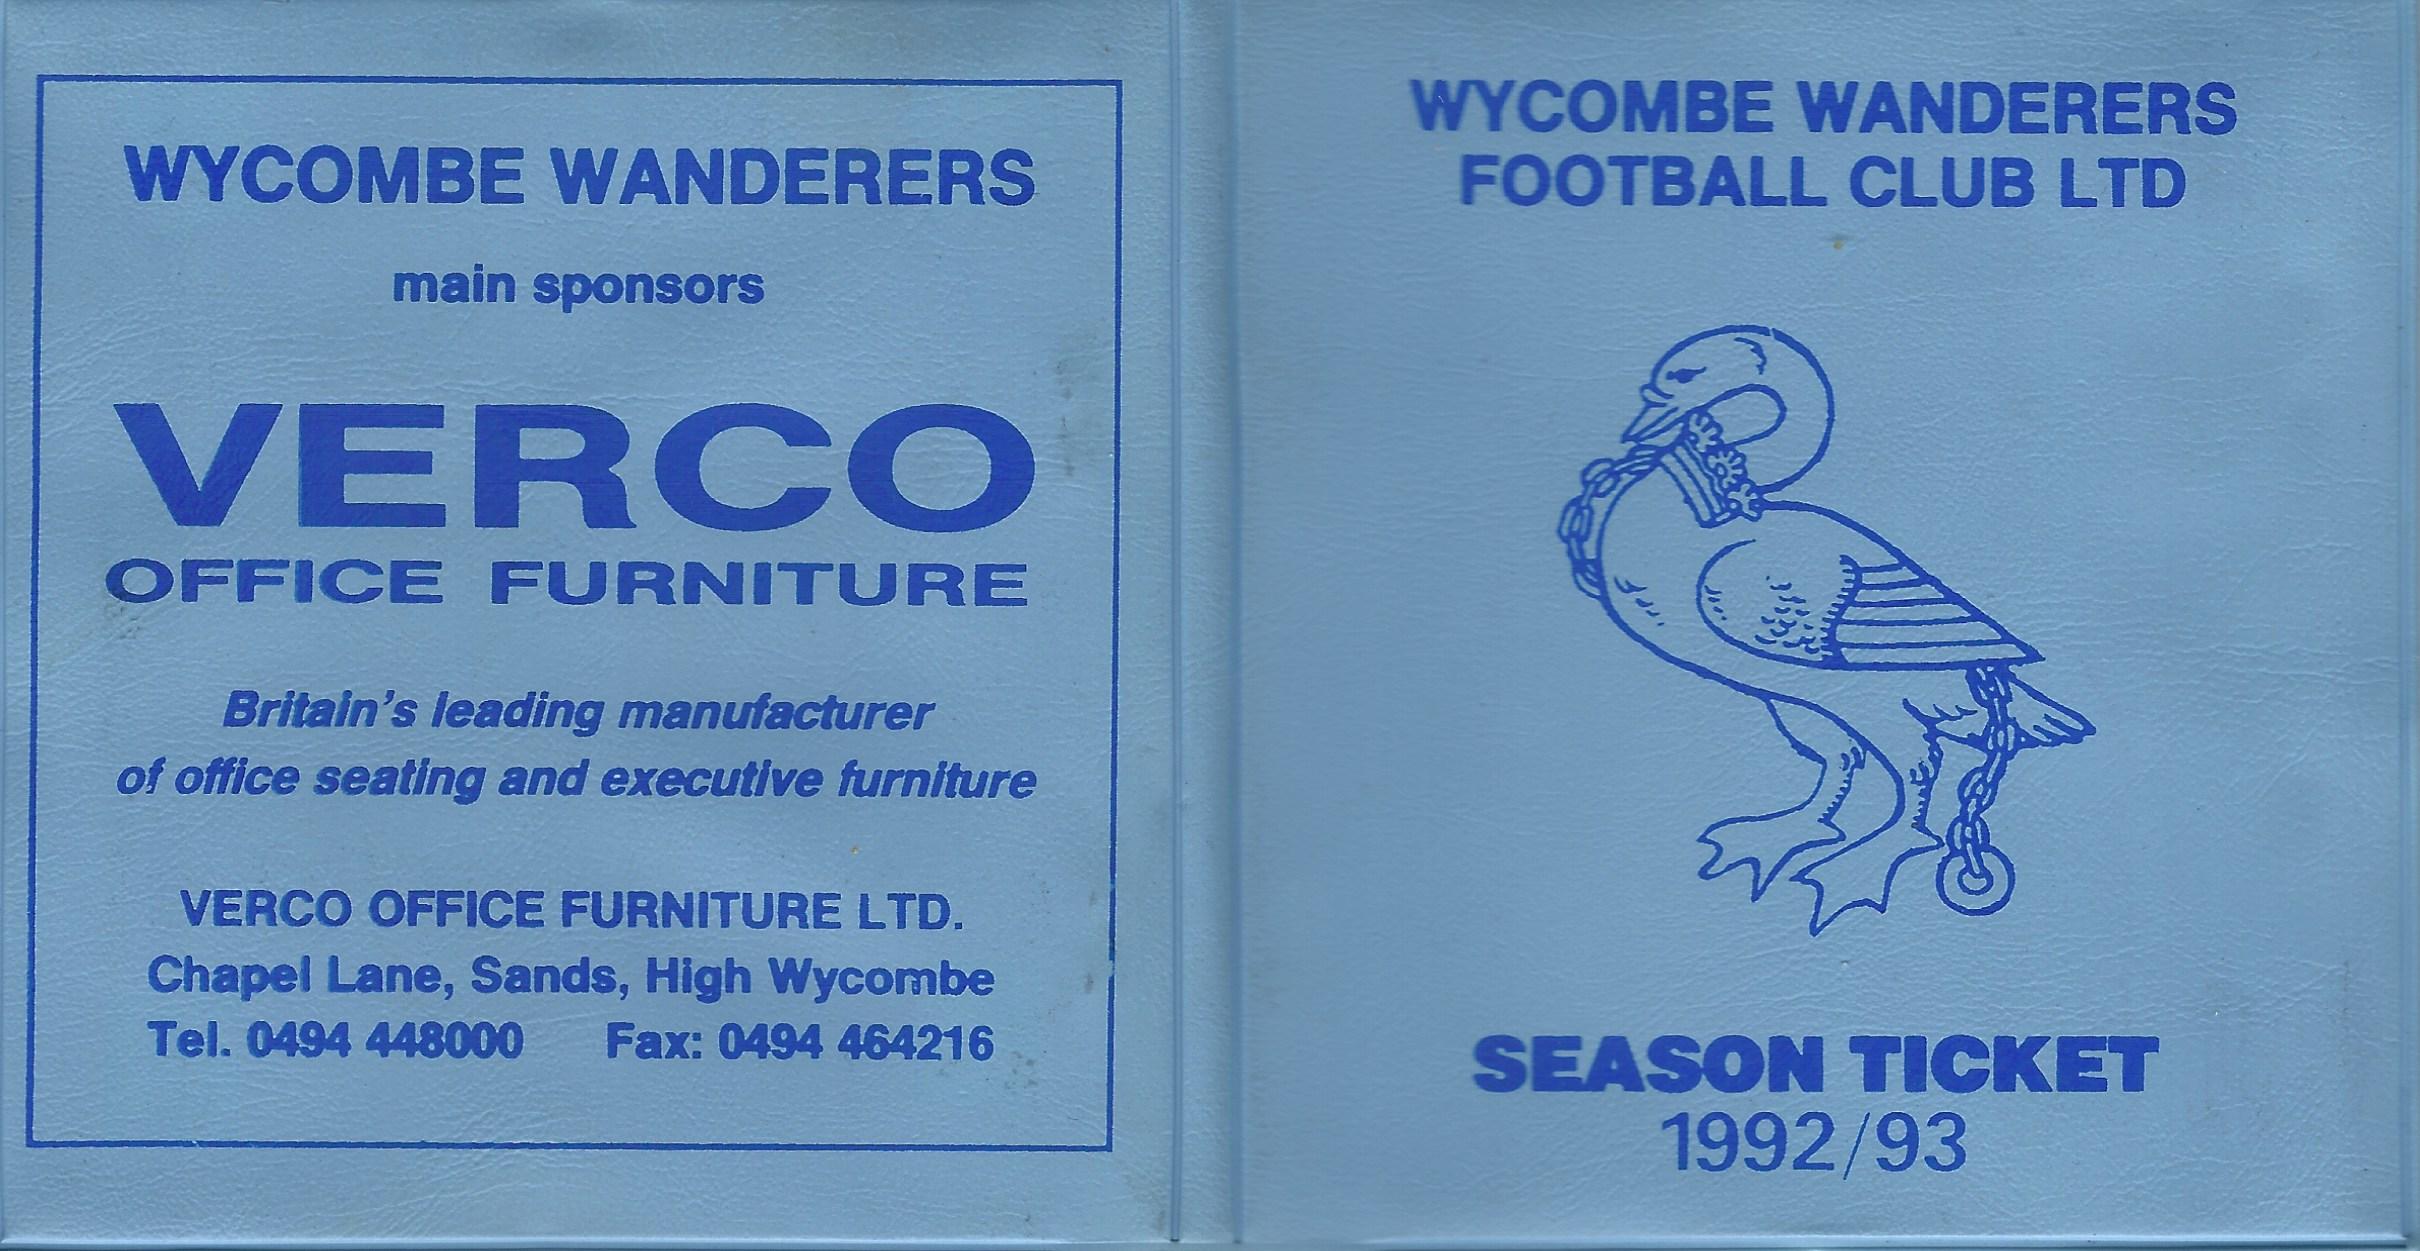 WYCOMBE WANDERERS
main sponsors
VERCO
OFFICE FURNITURE
Britain's leading manufacturer
of office seating and executive furniture
VERCO OFFICE FURNITURE LTD.
Chapel Lane, Sands, High Wycombe
Tel. 0494 448000 Fax: 0494 464216
WYCOMBE WANDERERS
FOOTBALL CLUB LTD
SEASON TICKET
1992/93